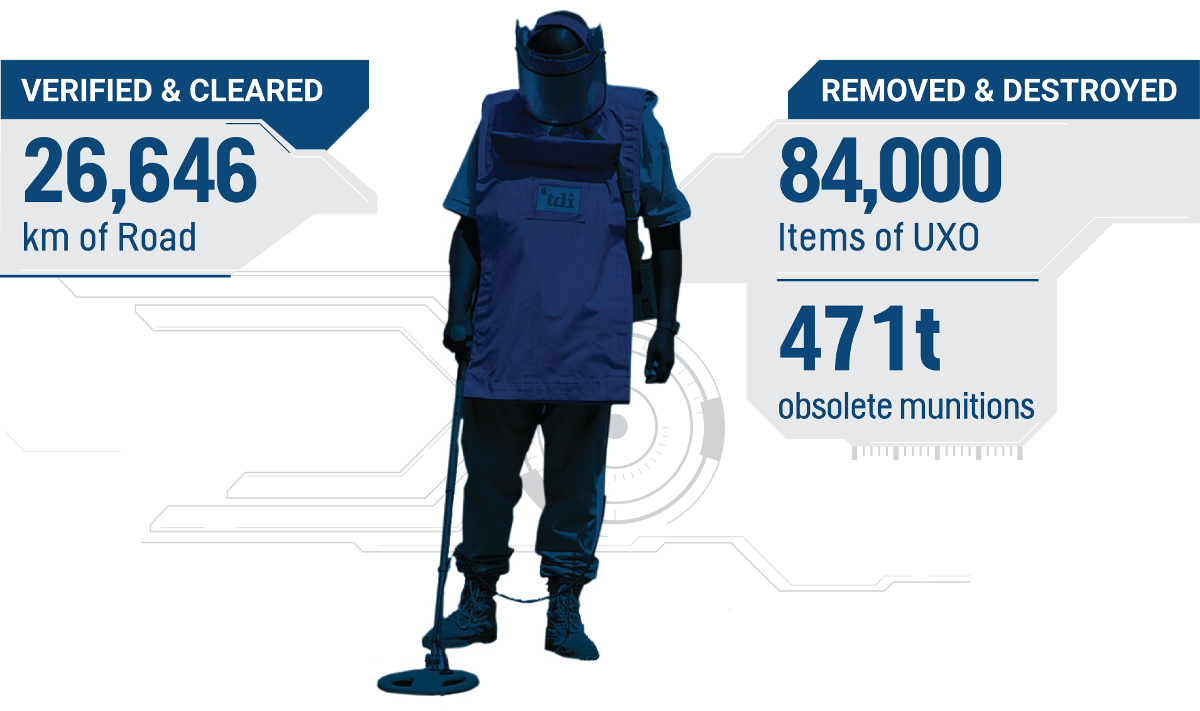 VERIFIED & CLEARED
26,646
km of Road
tdi
REMOVED & DESTROYED
84,000
Items of UXO
471t
obsolete munitions